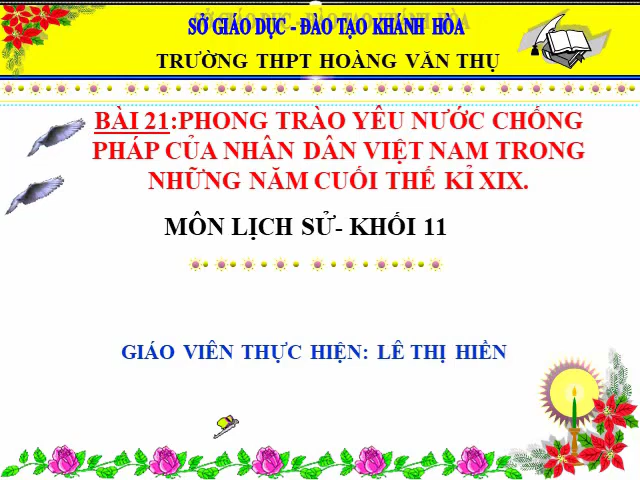 SỞ GIÁO DỤC - ĐÀO TẠO KHÁNH HÒA
TRƯỜNG THPT HOÀNG VĂN THỤ
BÀI 21:PHONG TRÀO YÊU NƯỚC CHỐNG
PHÁP CỦA NHÂN DÂN VIỆT NAM TRONG
NHỮNG NĂM CUỐI THẾ KỈ XIX.
MÔN LỊCH SỬ- KHỐI 11
GIÁO VIÊN THỰC HIỆN: LÊ THỊ HIỀN